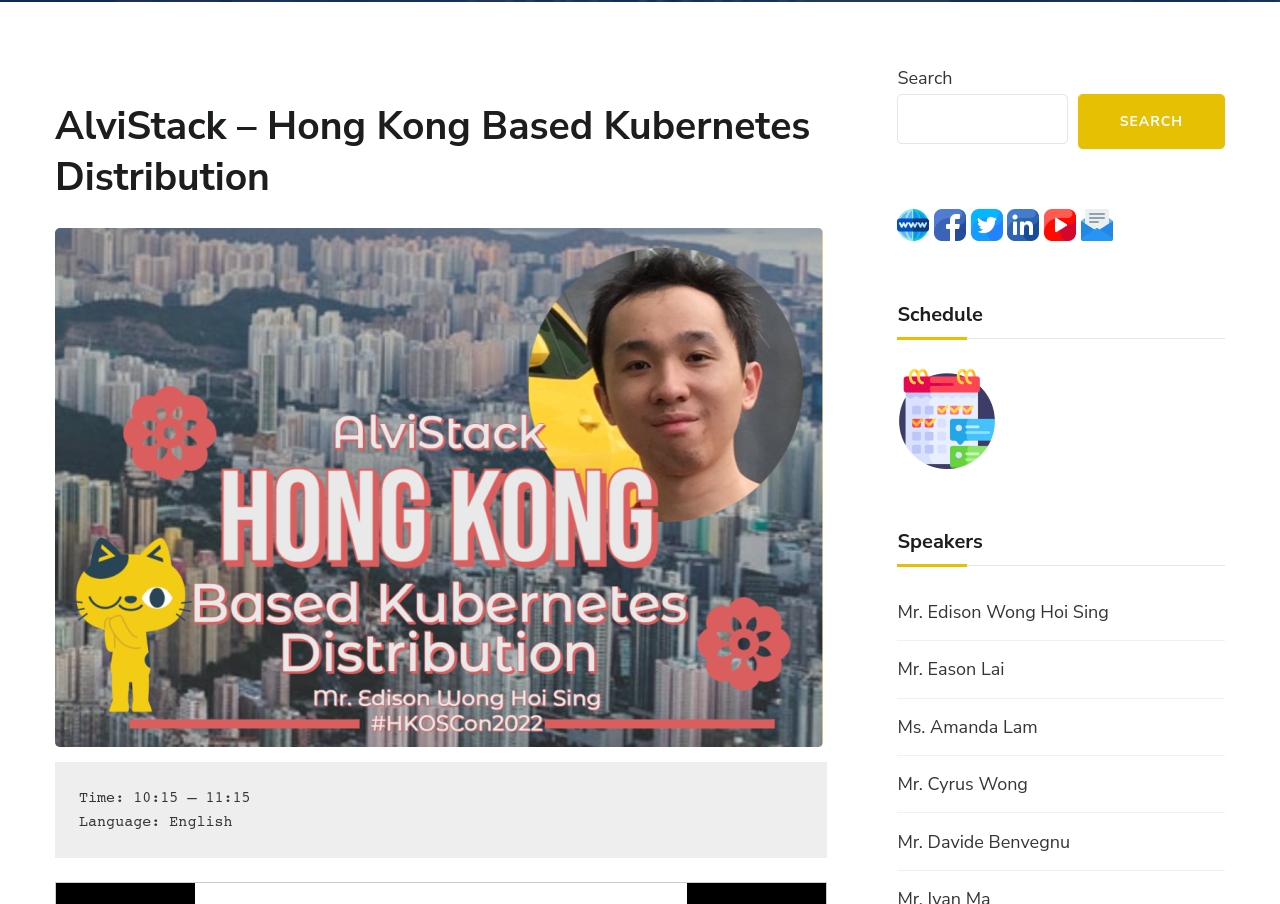 AlviStack – Hong Kong Based Kubernetes
Distribution
AlviStack
HONG KONG
Based Kubernetes
Distribution
Mr. Edison Wong Hoi Sing
#HKOSCon2022
Time: 10:15 – 11:15
Language: English
Search
SEARCH
www
Schedule
Speakers
Mr. Edison Wong Hoi Sing
Mr. Eason Lai
Ms. Amanda Lam
Mr. Cyrus Wong
Mr. Davide Benvegnu
Mr. Ivan Ma